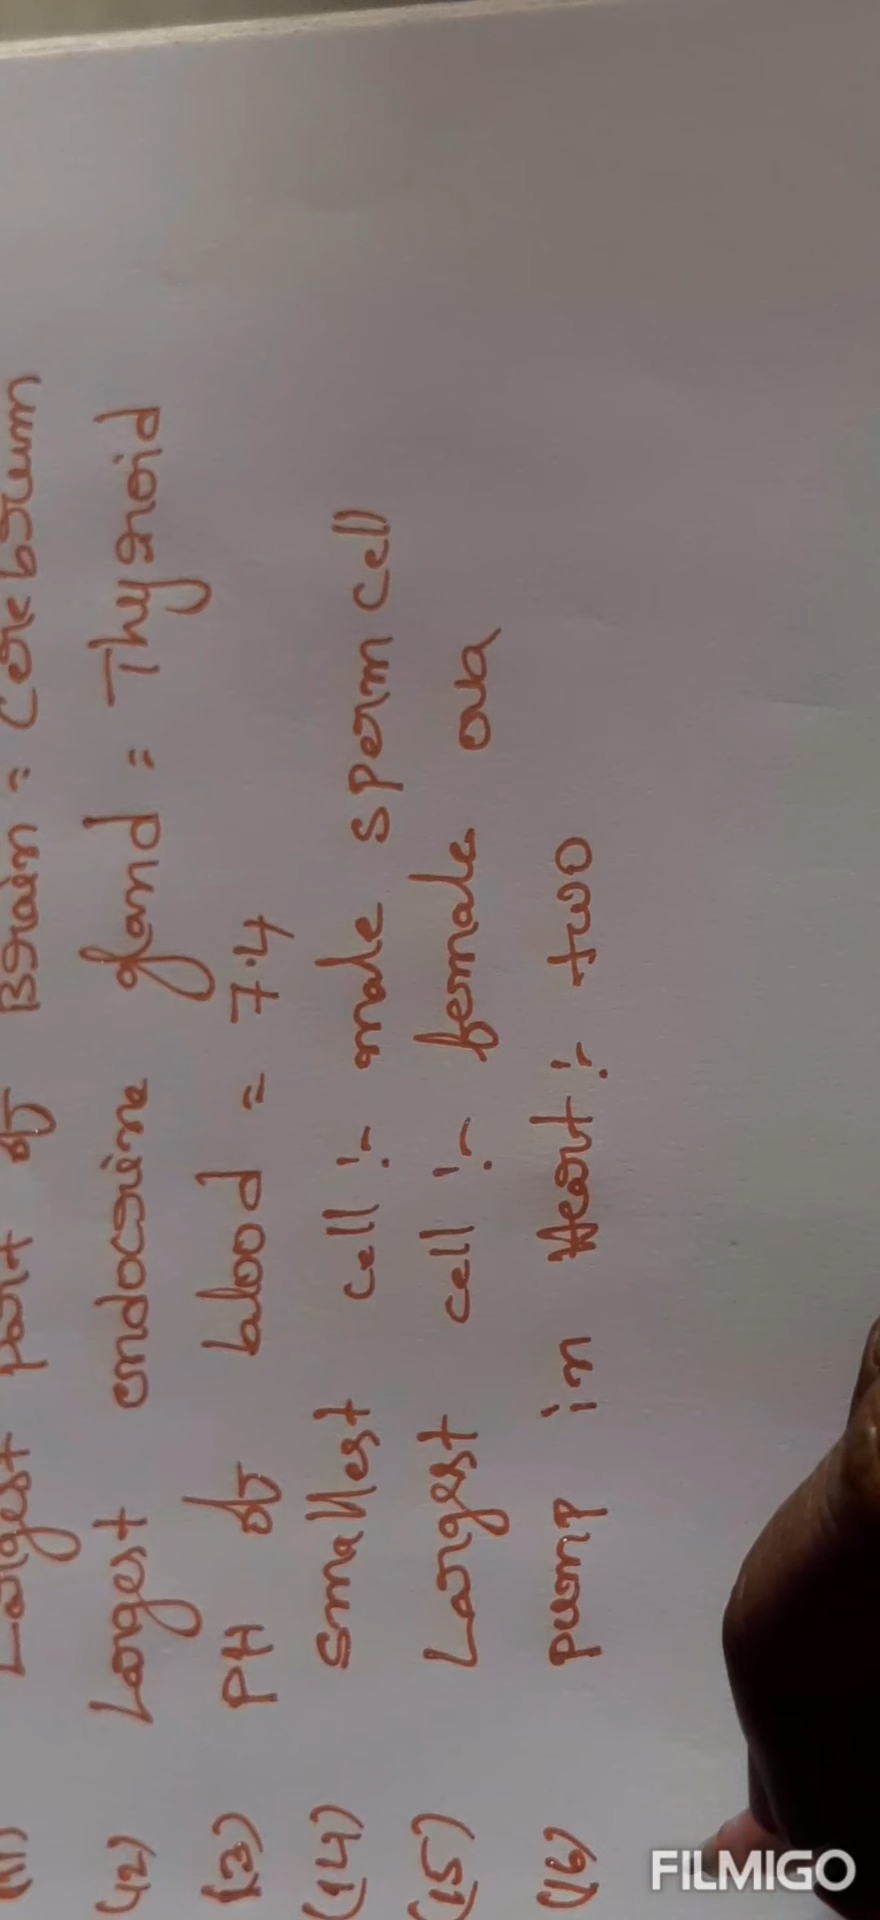 (11) Largest part of Brain = Cerebrum
(12) Largest endocrine gland = Thyroid
(13) PH of blood = 7.4
(14) Smallest cell :- male sperm cell
(15) Largest cell :- female ova
(16) pump in Heart :- two
FILMIGO